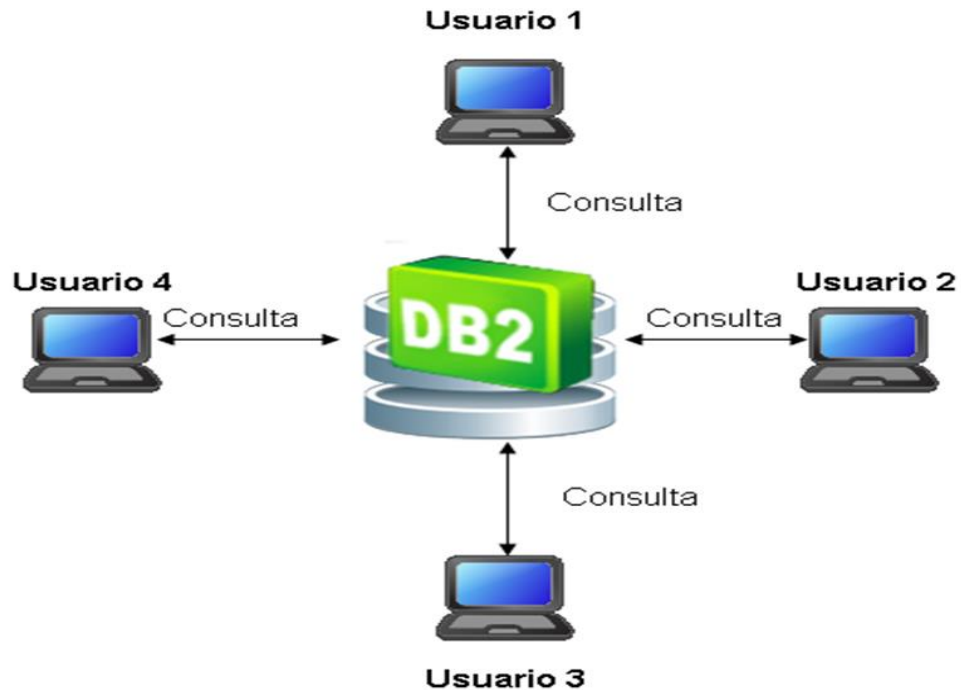 Usuario 1
Consulta
Usuario 4
Consulta
DB2
Consulta
Usuario 2
Consulta
Usuario 3